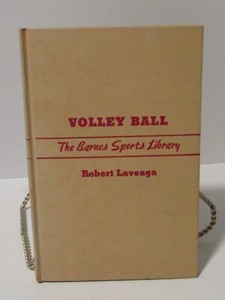 VOLLEY BALL
The Barnes Sports Library
Robert Laveaga